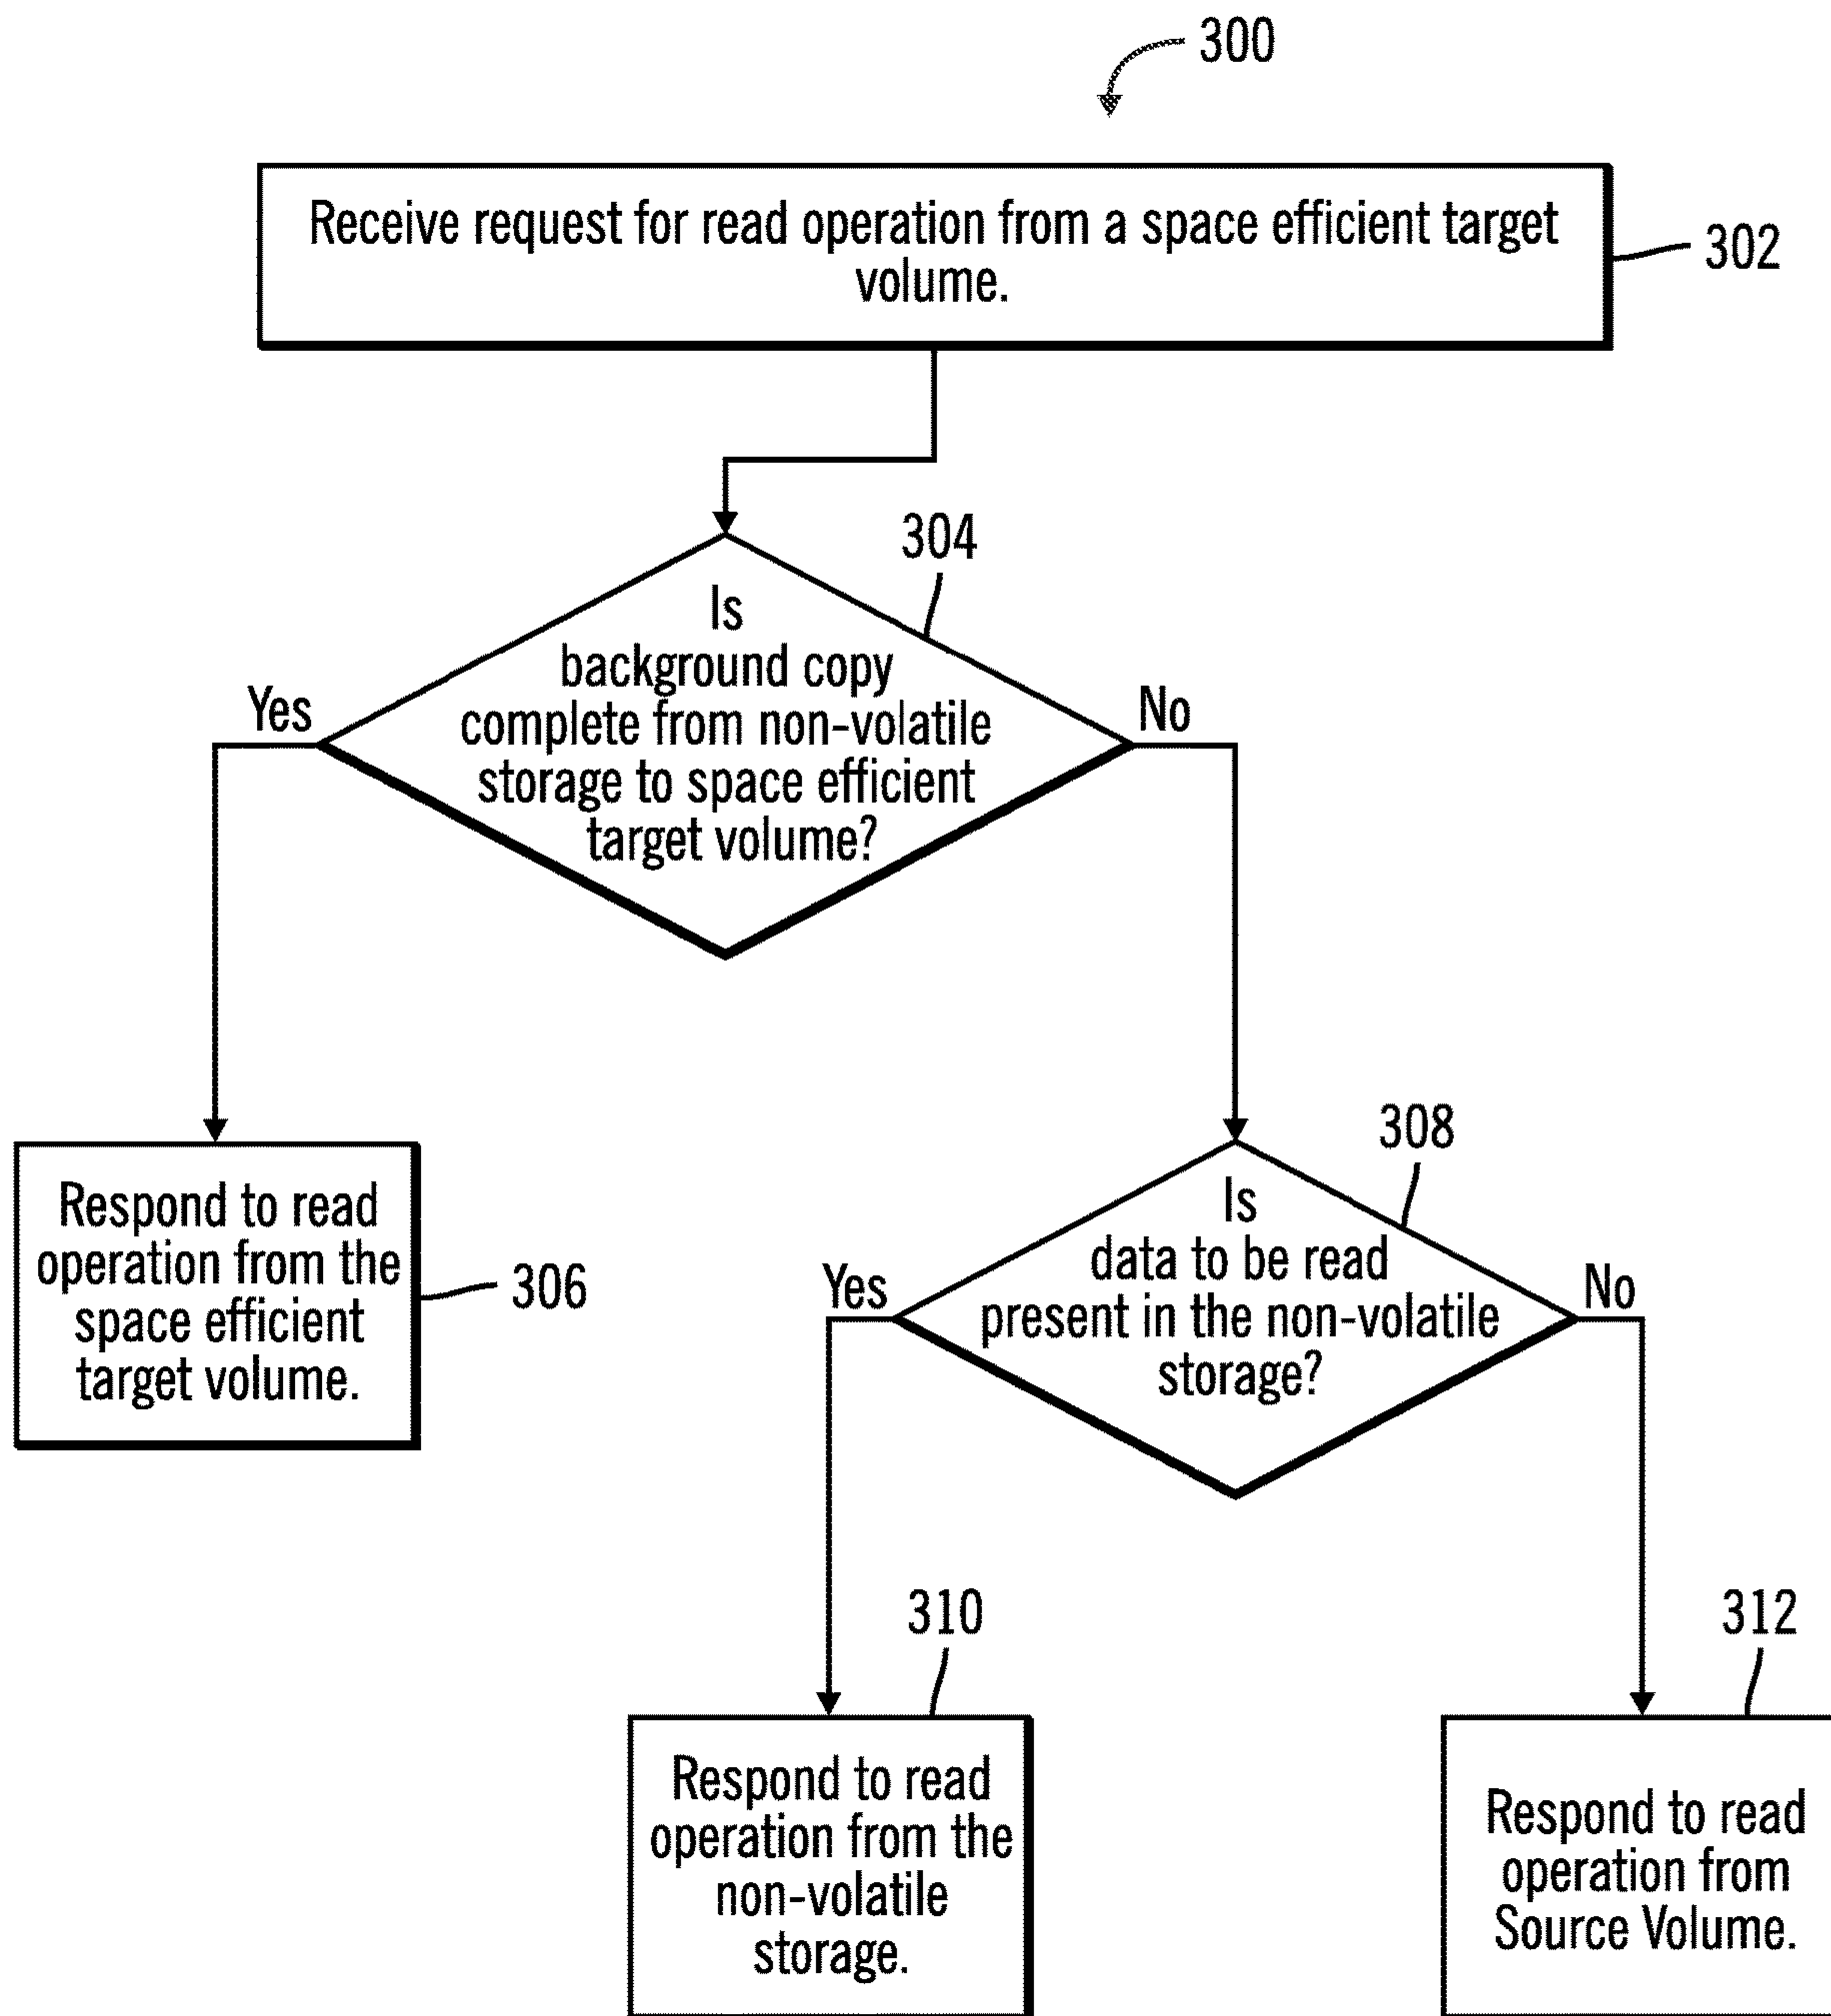 300
Receive request for read operation from a space efficient target
volume.
302
304
Is
background copy
complete from non-volatile
storage to space efficient
target volume?
Yes
No
308
Respond to read
operation from the
space efficient
target volume.
306
Is
data to be read
present in the non-volatile
storage?
Yes
No
310
312
Respond to read
operation from the
non-volatile
storage.
Respond to read
operation from
Source Volume.